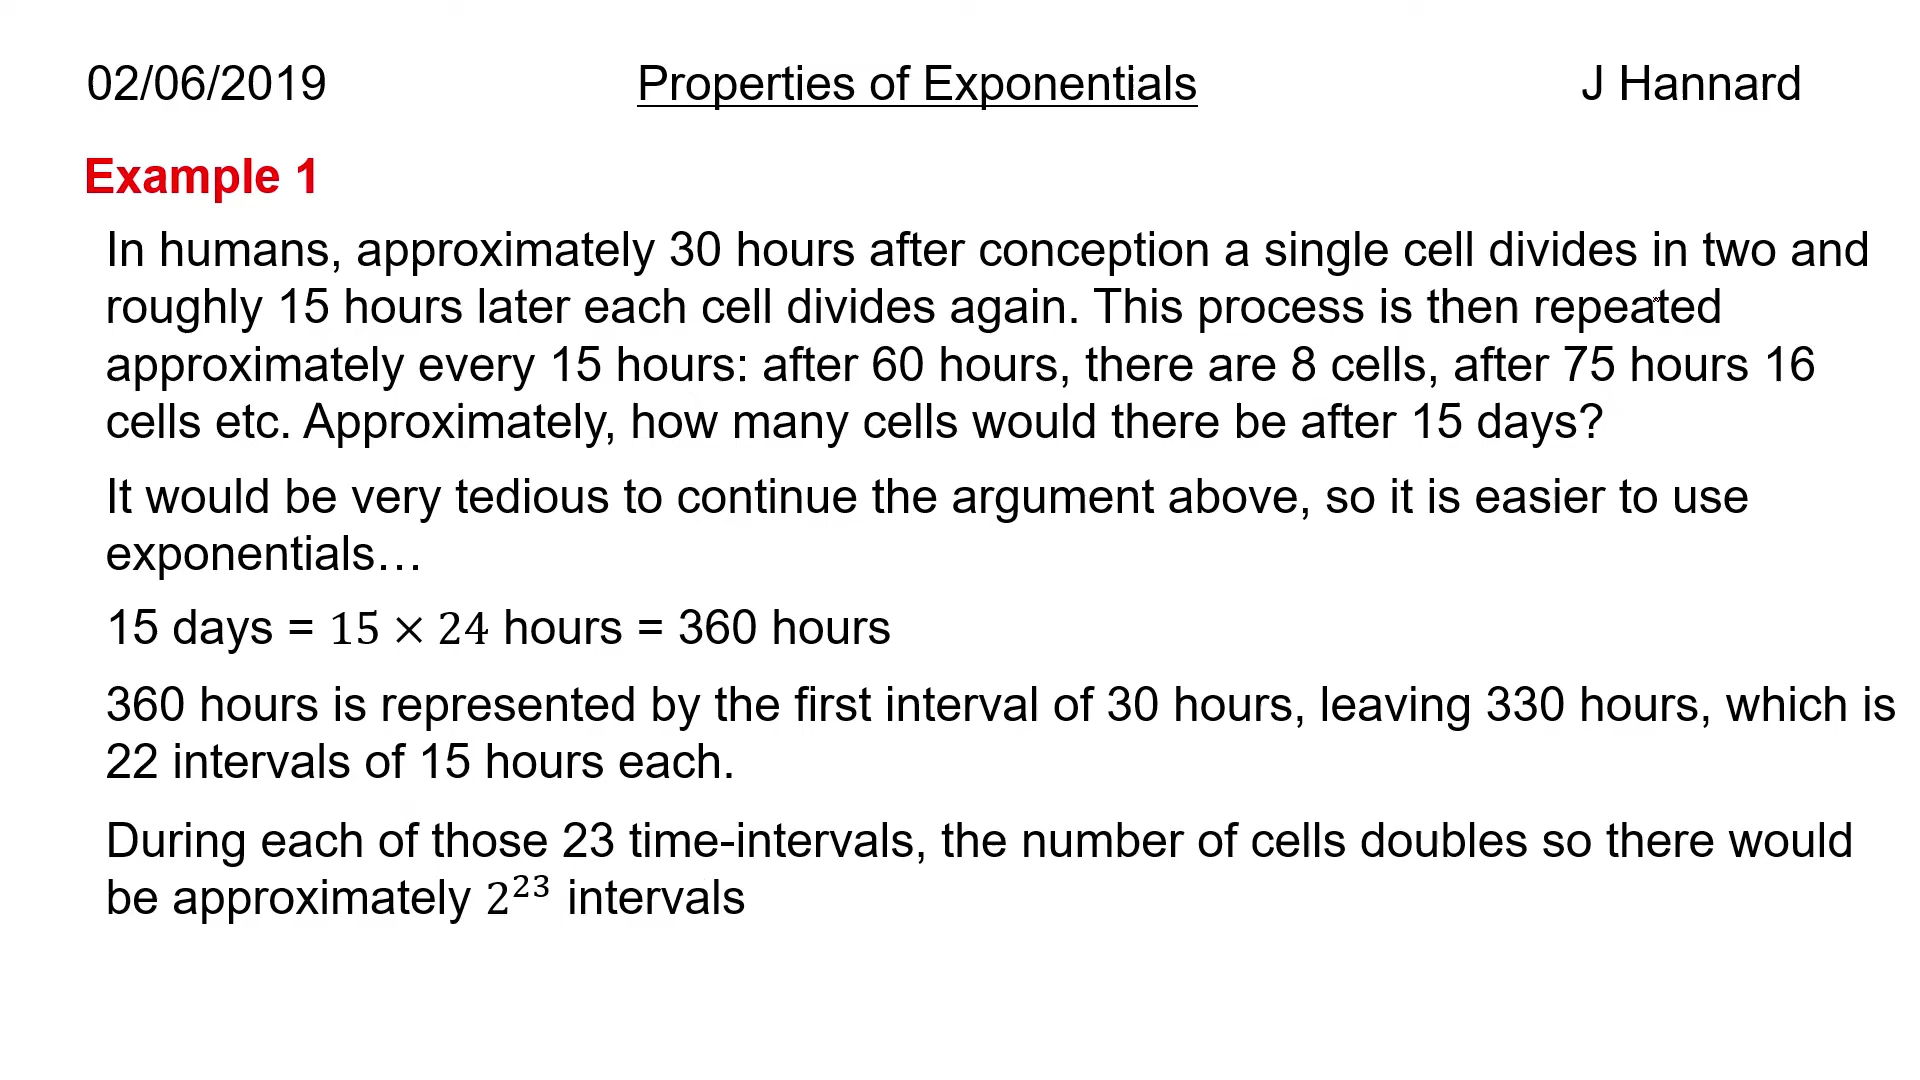 02/06/2019 Properties of Exponentials J Hannard
Example 1
In humans, approximately 30 hours after conception a single cell divides in two and
roughly 15 hours later each cell divides again. This process is then repeated
approximately every 15 hours: after 60 hours, there are 8 cells, after 75 hours 16
cells etc. Approximately, how many cells would there be after 15 days?
It would be very tedious to continue the argument above, so it is easier to use
exponentials…
15 days = 15 × 24 hours = 360 hours
360 hours is represented by the first interval of 30 hours, leaving 330 hours, which is
22 intervals of 15 hours each.
During each of those 23 time-intervals, the number of cells doubles so there would
be approximately 2²³ intervals